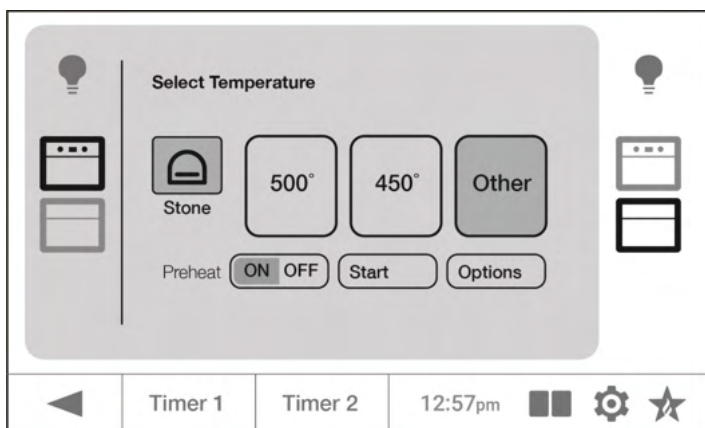 Select Temperature
500° 450° Other
Stone
Preheat ON OFF Start Options
Timer 1 Timer 2 12:57pm